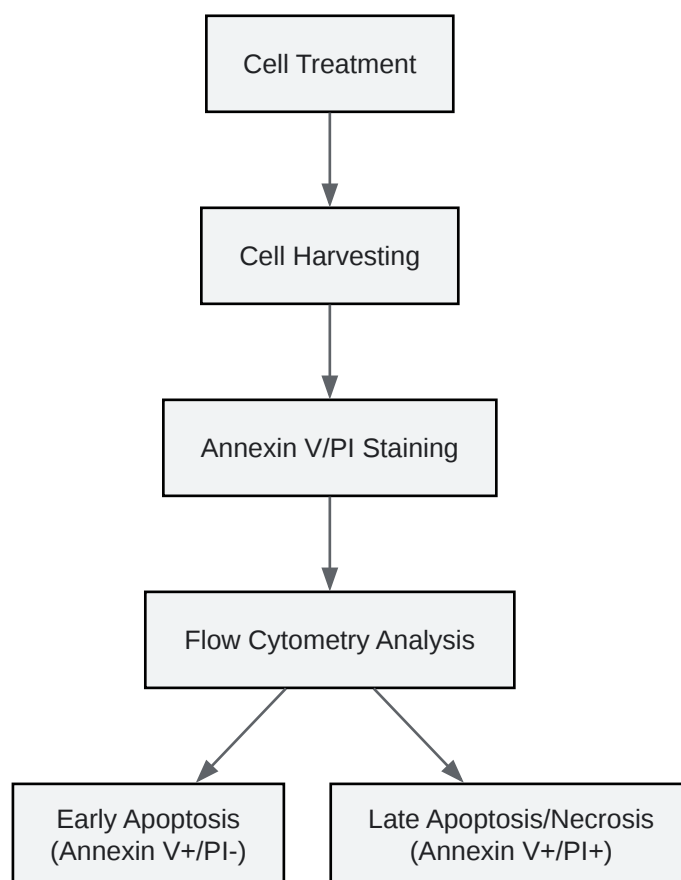 Cell Treatment
Cell Harvesting
Annexin V/PI Staining
Flow Cytometry Analysis
Early Apoptosis
(Annexin V+/PI-)
Late Apoptosis/Necrosis
(Annexin V+/PI+)